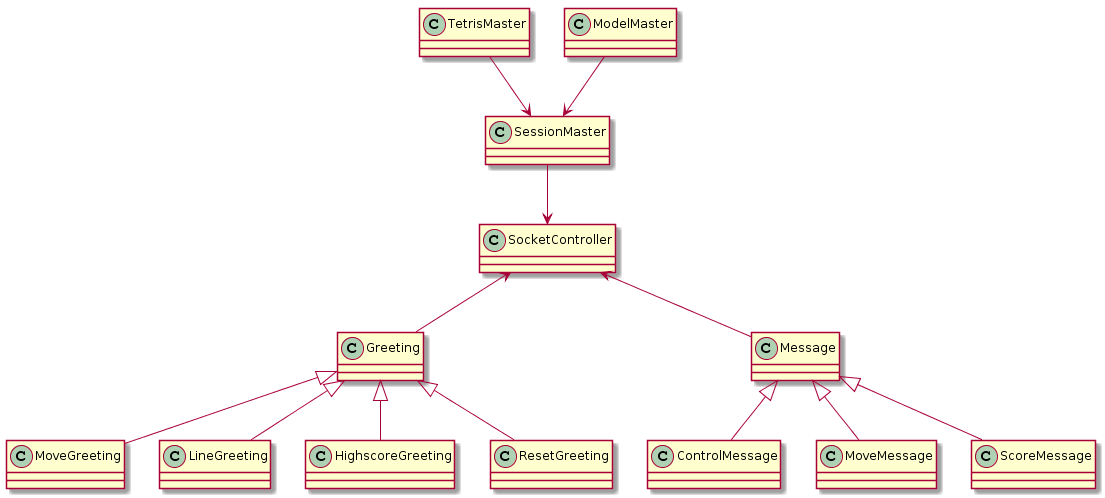 C TetrisMaster
C ModelMaster
C SessionMaster
C SocketController
C Greeting
C Message
C MoveGreeting
C LineGreeting
C HighscoreGreeting
C ResetGreeting
C ControlMessage
C MoveMessage
C ScoreMessage